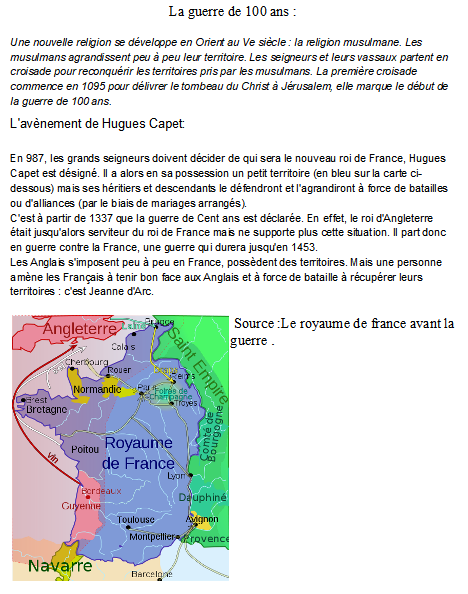 La guerre de 100 ans :
Une nouvelle religion se développe en Orient au Ve siècle : la religion musulmane. Les
musulmans agrandissent peu à peu leur territoire. Les seigneurs et leurs vassaux partent en
croisade pour reconquérir les territoires pris par les musulmans. La première croisade
commence en 1095 pour délivrer le tombeau du Christ à Jérusalem, elle marque le début de
la guerre de 100 ans.
L'avènement de Hugues Capet:
En 987, les grands seigneurs doivent décider de qui sera le nouveau roi de France, Hugues
Capet est désigné. Il a alors en sa possession un petit territoire (en bleu sur la carte ci-
dessous) mais ses héritiers et descendants le défendront et l'agrandiront à force de batailles
ou d'alliances (par le biais de mariages arrangés).
C'est à partir de 1337 que la guerre de Cent ans est déclarée. En effet, le roi d'Angleterre
était jusqu'alors serviteur du roi de France mais ne supporte plus cette situation. Il part donc
en guerre contre la France, une guerre qui durera jusqu'en 1453.
Les Anglais s'imposent peu à peu en France, possèdent des territoires. Mais une personne
amène les Français à tenir bon face aux Anglais et à force de bataille à récupérer leurs
territoires : c'est Jeanne d'Arc.
Source :Le royaume de france avant la
guerre .
Angleterre
Calais
Saint Empire
Cherbourg
Rouer
Reims
Normandie
Foires de
Champagne
Troyes
Brest
Bretagne
Comté de
Bourgogne
Royaume
de France
Poitou
vin
Lyon
Bordeaux
Guyenne
Dauphiné
Toulouse
Avignon
Montpellier
Provence
Navarre
Barcelone